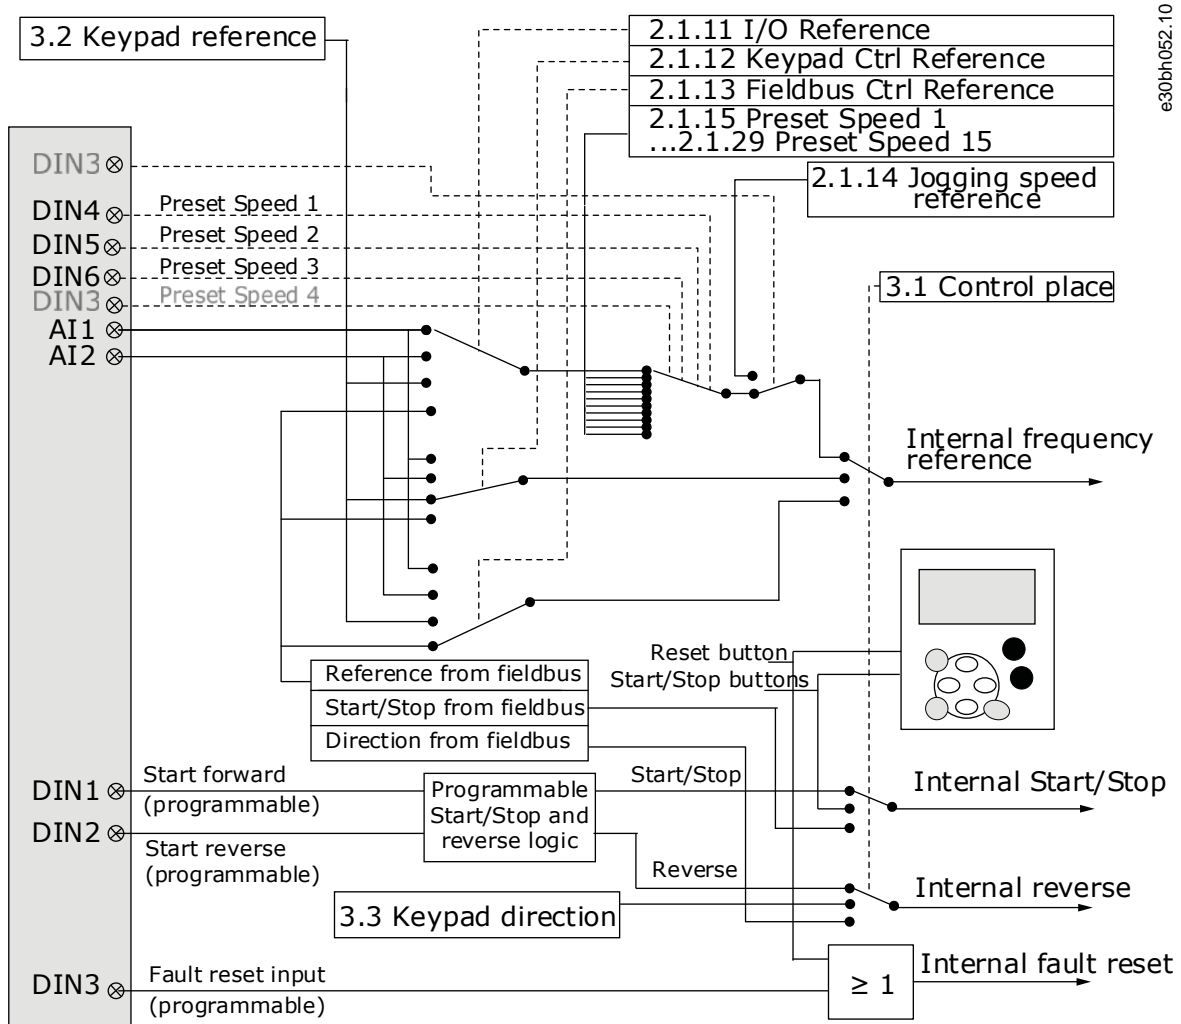 3.2 Keypad reference
2.1.11 I/O Reference
2.1.12 Keypad Ctrl Reference
2.1.13 Fieldbus Ctrl Reference
2.1.15 Preset Speed 1
...2.1.29 Preset Speed 15
e30bh052.10
2.1.14 Jogging speed
reference
DIN3
DIN4
Preset Speed 1
DIN5
Preset Speed 2
DIN6
Preset Speed 3
DIN3
Preset Speed 4
AI1
AI2
3.1 Control place
Internal frequency
reference
Reset button
Start/Stop buttons
Reference from fieldbus
Start/Stop from fieldbus
Direction from fieldbus
DIN1
Start forward
(programmable)
DIN2
Start reverse
(programmable)
Programmable
Start/Stop and
reverse logic
Start/Stop
Internal Start/Stop
Reverse
Internal reverse
3.3 Keypad direction
DIN3
Fault reset input
(programmable)
≥ 1
Internal fault reset